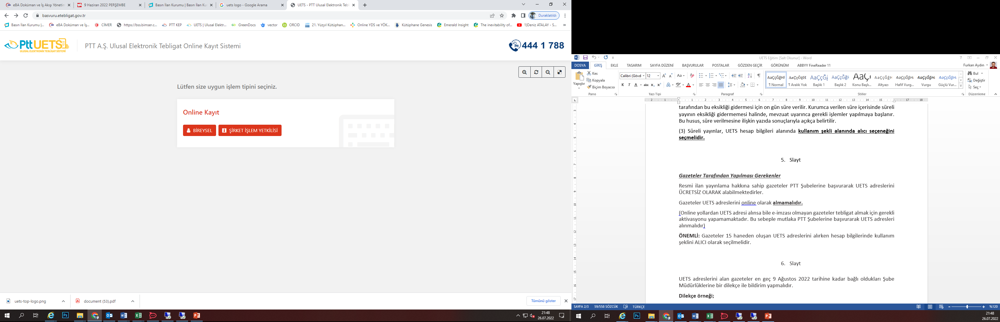 eBA Doküman ve İş Akışı Yönetim
9 Haziran 2022 PERŞEMBE
Basın İlan Kurumu | Basın İlan Kur
uets logo - Google Arama
UETS - PTT Ulusal Elektronik Tebl
basvuru.etebligat.gov.tr
Duraklatıldı
Basın İlan Kurumu |...
eBA Doküman ve İş...
CİMER
https://bss.bimser.c...
PTT KEP
UETS | Ulusal Elektr...
GreenDocs
vector
ORCID
21. Yüzyıl Kütüphan...
Online YDS ve YÖK...
Kütüphane Genesis
Emerald Insight
The inevitability of...
1)Deniz ATALAY - S...
»
Ptt UETS
ULUSAL ELEKTRONİK TEBLİGAT SİSTEMİ
PTT A.Ş. Ulusal Elektronik Tebligat Online Kayıt Sistemi
Ptt
444 1 788
Lütfen size uygun işlem tipini seçiniz.
Online Kayıt
BİREYSEL
ŞİRKET İŞLEM YETKİLİSİ
uets-top-logo.png
document (53).pdf
Tümünü göster
21:48
26.07.2022
UETS Eğitim [Salt Okunur] - Word
DOSYA
GİRİŞ
EKLE
TASARIM
SAYFA DÜZENİ
BAŞVURULAR
POSTALAR
GÖZDEN GEÇİR
GÖRÜNÜM
ABBYY FineReader 11
Furkan Aydın
Yapıştır
Kes
Kopyala
Biçim Boyacısı
Pano
Calibri (Gövd
12
Yazı Tipi
Paragraf
¶ Normal
¶ Aralık Yok
Başlık 1
Başlık 2
Konu Başlı...
Altyazı
Hafif Vurg...
Vurgu
Güçlü Vur...
Stiller
Bul
Değiştir
Seç
Düzenleme
tarafından bu eksikliği gidermesi için on gün süre verilir. Kurumca verilen süre içerisinde süreli
yayının eksikliği gidermemesi halinde, mevzuat uyarınca gerekli işlemler yapılmaya başlanır.
Bu husus, süre verilmesine ilişkin yazıda sonuçlarıyla açıkça belirtilir.
(3) Süreli yayınlar, UETS hesap bilgileri alanında kullanım şekli alanında alıcı seçeneğini
seçmelidir.
5. Slayt
Gazeteler Tarafından Yapılması Gerekenler
Resmi ilan yayınlama hakkına sahip gazeteler PTT Şubelerine başvurarak UETS adreslerini
ÜCRETSİZ OLARAK alabilmektedirler.
Gazeteler UETS adreslerini online olarak almamalıdır.
(Online yollardan UETS adresi alınsa bile e-imzası olmayan gazeteler tebligat almak için gerekli
aktivasyonu yapamamaktadır. Bu sebeple mutlaka PTT Şubelerine başvurarak UETS adresleri
alınmalıdır)
ÖNEMLİ: Gazeteler 15 haneden oluşan UETS adreslerini alırken hesap bilgilerinde kullanım
şeklini ALICI olarak seçilmelidir.
6. Slayt
UETS adreslerini alan gazeteler en geç 9 Ağustos 2022 tarihine kadar bağlı oldukları Şube
Müdürlüklerine bir dilekçe ile bildirim yapmalıdır.
Dilekçe örneği;
SAYFA 2/3
59/558 SÖZCÜK
TÜRKÇE
%120
21:48
26.07.2022